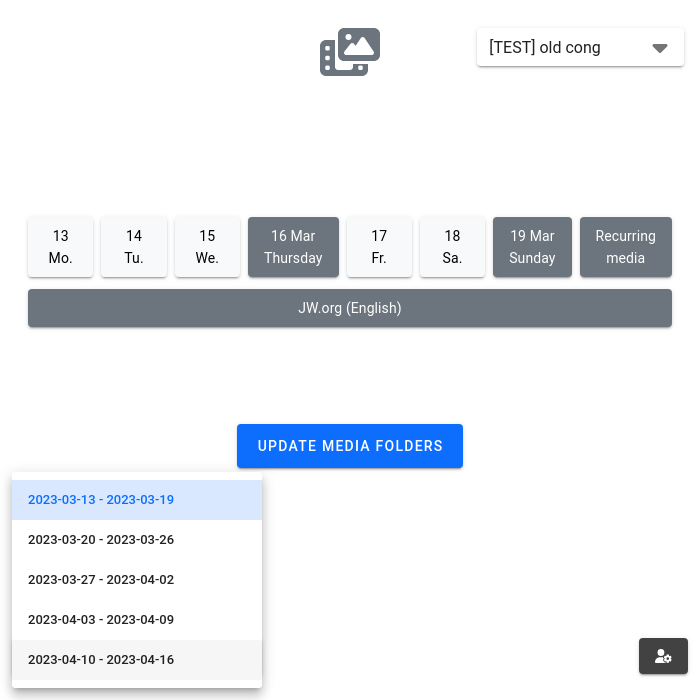 [TEST] old cong
13
Mo.
14
Tu.
15
We.
16 Mar
Thursday
17
Fr.
18
Sa.
19 Mar
Sunday
Recurring
media
JW.org (English)
UPDATE MEDIA FOLDERS
2023-03-13 - 2023-03-19
2023-03-20 - 2023-03-26
2023-03-27 - 2023-04-02
2023-04-03 - 2023-04-09
2023-04-10 - 2023-04-16